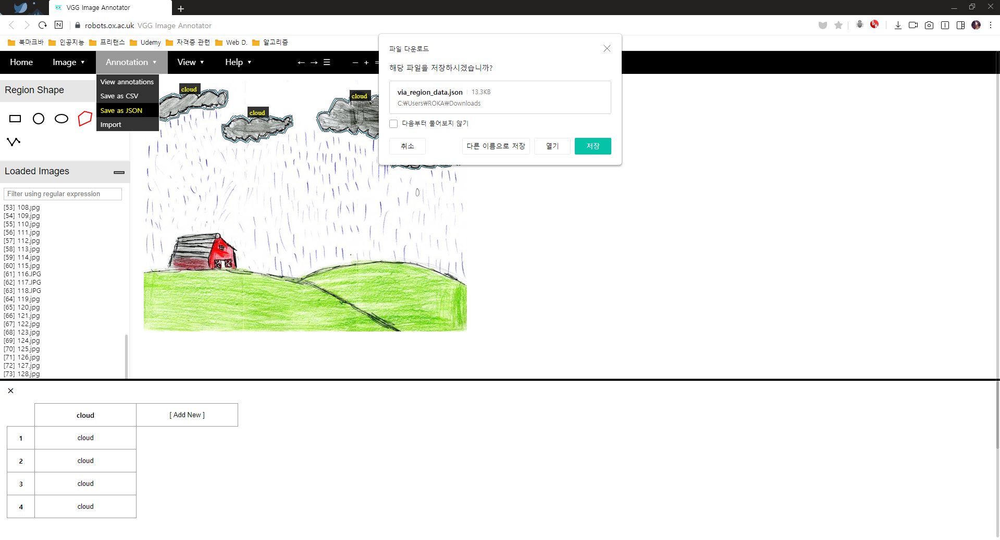 VGG Image Annotator
robots.ox.ac.uk VGG Image Annotator
북마크바 인공지능 프리랜스 Udemy 자격증 관련 Web D. 알고리즘
Home Image ▼ Annotation ▼ View ▼ Help ▼ ← → ☰ − + =
View annotations
Save as CSV
Save as JSON
Import
Region Shape
Loaded Images
Filter using regular expression
[53] 108.jpg
[54] 109.jpg
[55] 110.jpg
[56] 111.jpg
[57] 112.jpg
[58] 113.jpg
[59] 114.jpg
[60] 115.jpg
[61] 116.JPG
[62] 117.JPG
[63] 118.JPG
[64] 119.jpg
[65] 120.jpg
[66] 121.jpg
[67] 122.jpg
[68] 123.jpg
[69] 124.jpg
[70] 125.jpg
[71] 126.jpg
[72] 127.jpg
[73] 128.jpg
cloud
cloud
cloud
파일 다운로드
해당 파일을 저장하시겠습니까?
via_region_data.json 13.3KB
C:₩Users₩ROKA₩Downloads
다음부터 물어보지 않기
취소 다른 이름으로 저장 열기 저장
cloud [ Add New ]
1 cloud
2 cloud
3 cloud
4 cloud